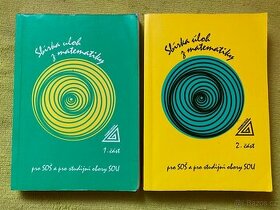 Sbírka úloh
z matematiky
1. část
pro SOŠ a pro studijní obory SOU
Sbírka úloh
z matematiky
2. část
pro SOŠ a pro studijní obory SOU